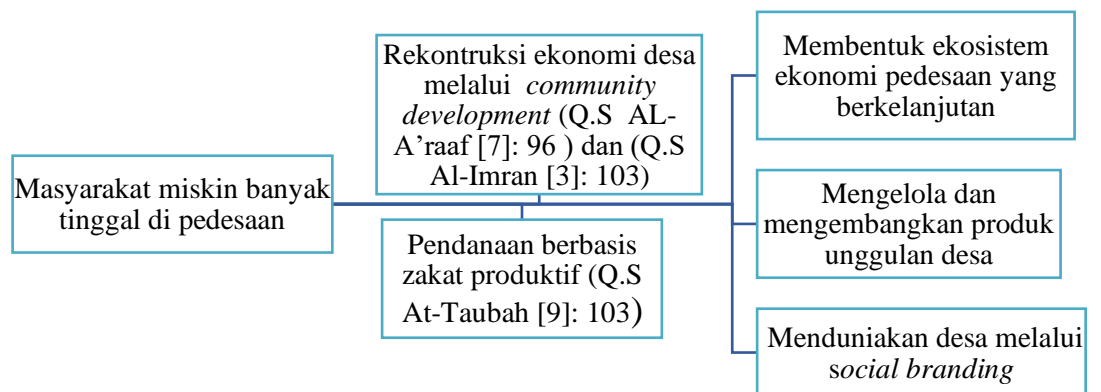 Masyarakat miskin banyak
tinggal di pedesaan
Rekontruksi ekonomi desa
melalui community
development (Q.S AL-
A’raaf [7]: 96 ) dan (Q.S
Al-Imran [3]: 103)
Pendanaan berbasis
zakat produktif (Q.S
At-Taubah [9]: 103)
Membentuk ekosistem
ekonomi pedesaan yang
berkelanjutan
Mengelola dan
mengembangkan produk
unggulan desa
Menduniakan desa melalui
social branding